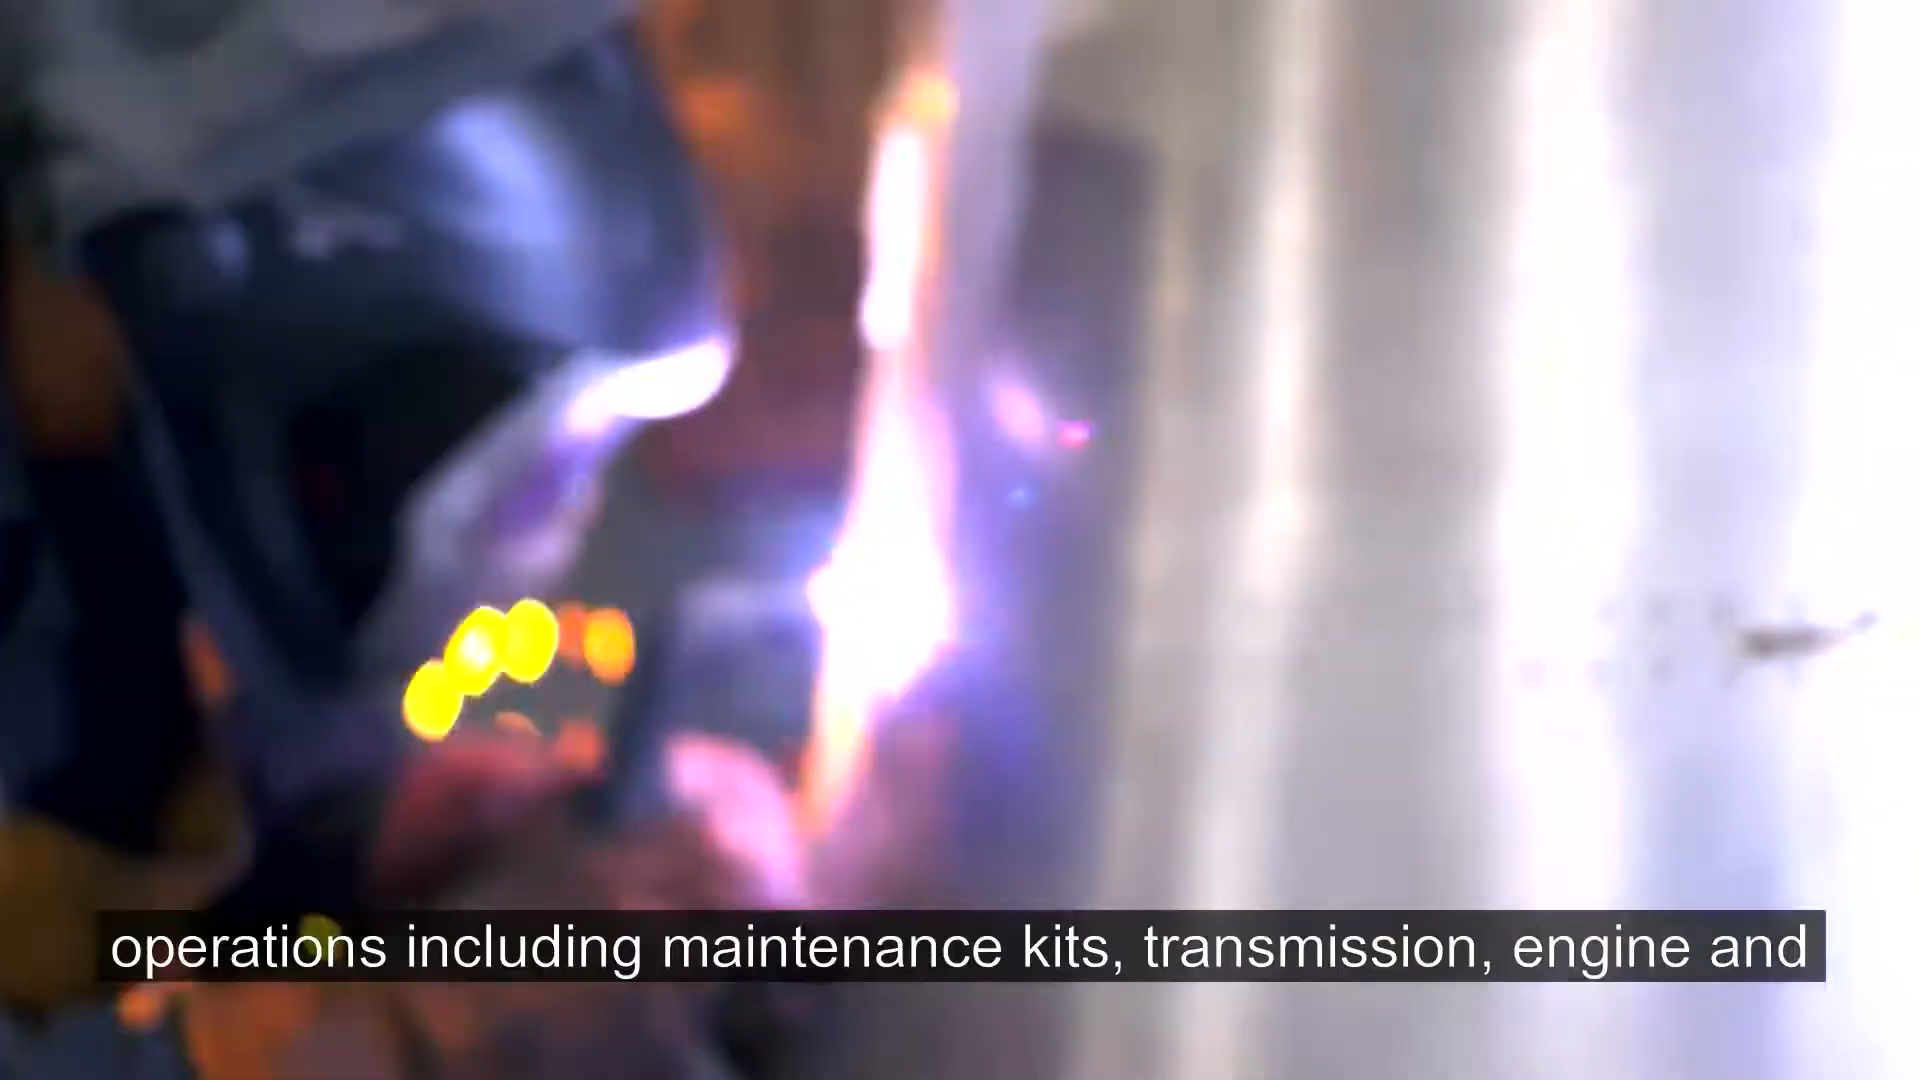 operations including maintenance kits, transmission, engine and